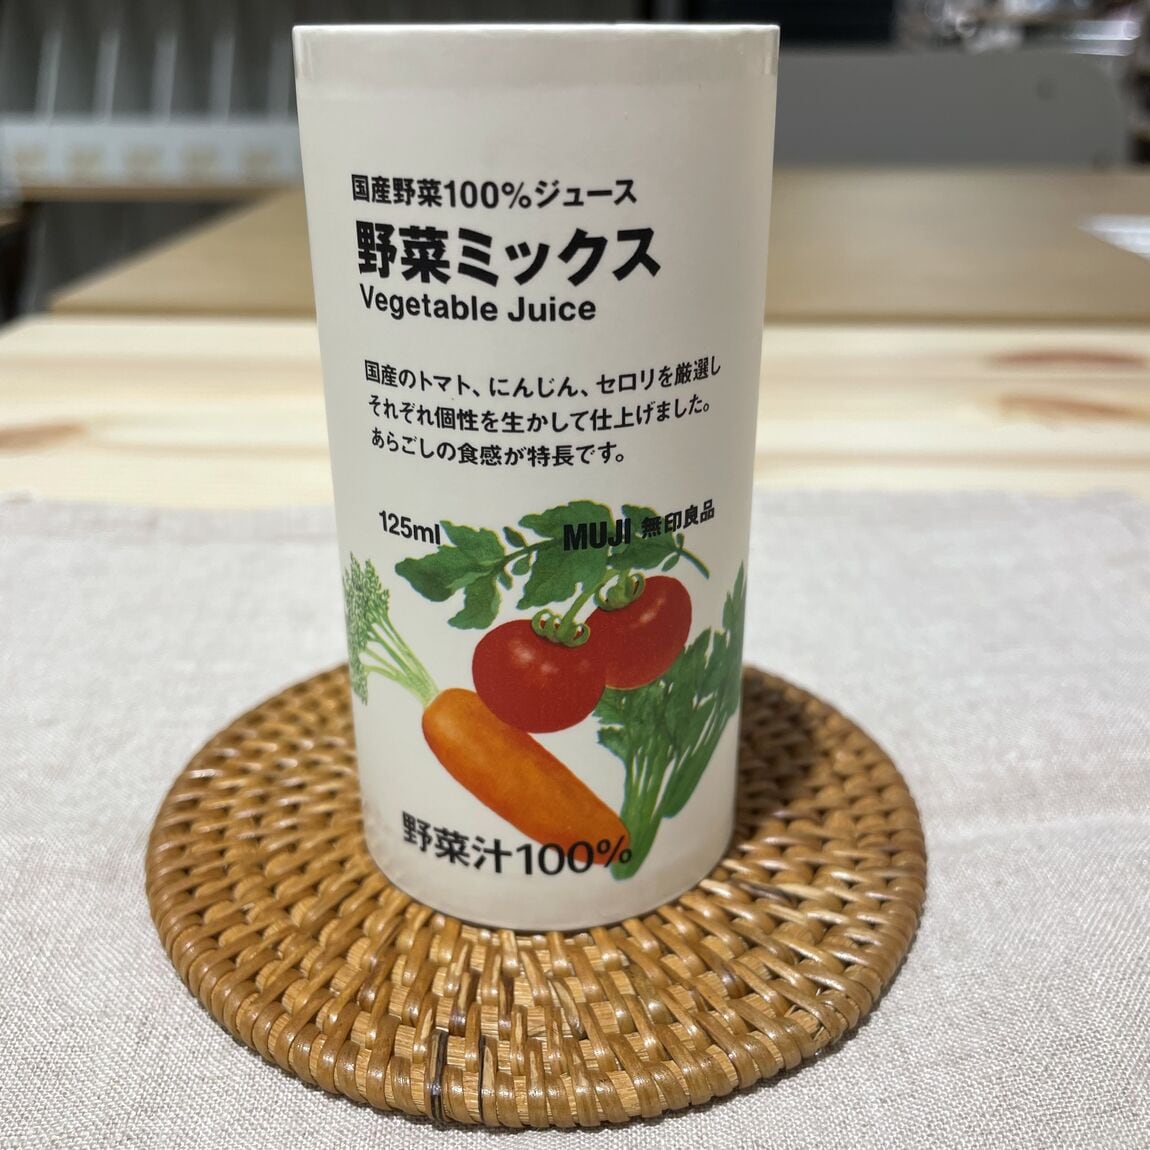 国産野菜100%ジュース
野菜ミックス
Vegetable Juice
国産のトマト、にんじん、セロリを厳選し
それぞれ個性を生かして仕上げました。
あらごしの食感が特長です。
125ml
MUJI 無印良品
野菜汁100%